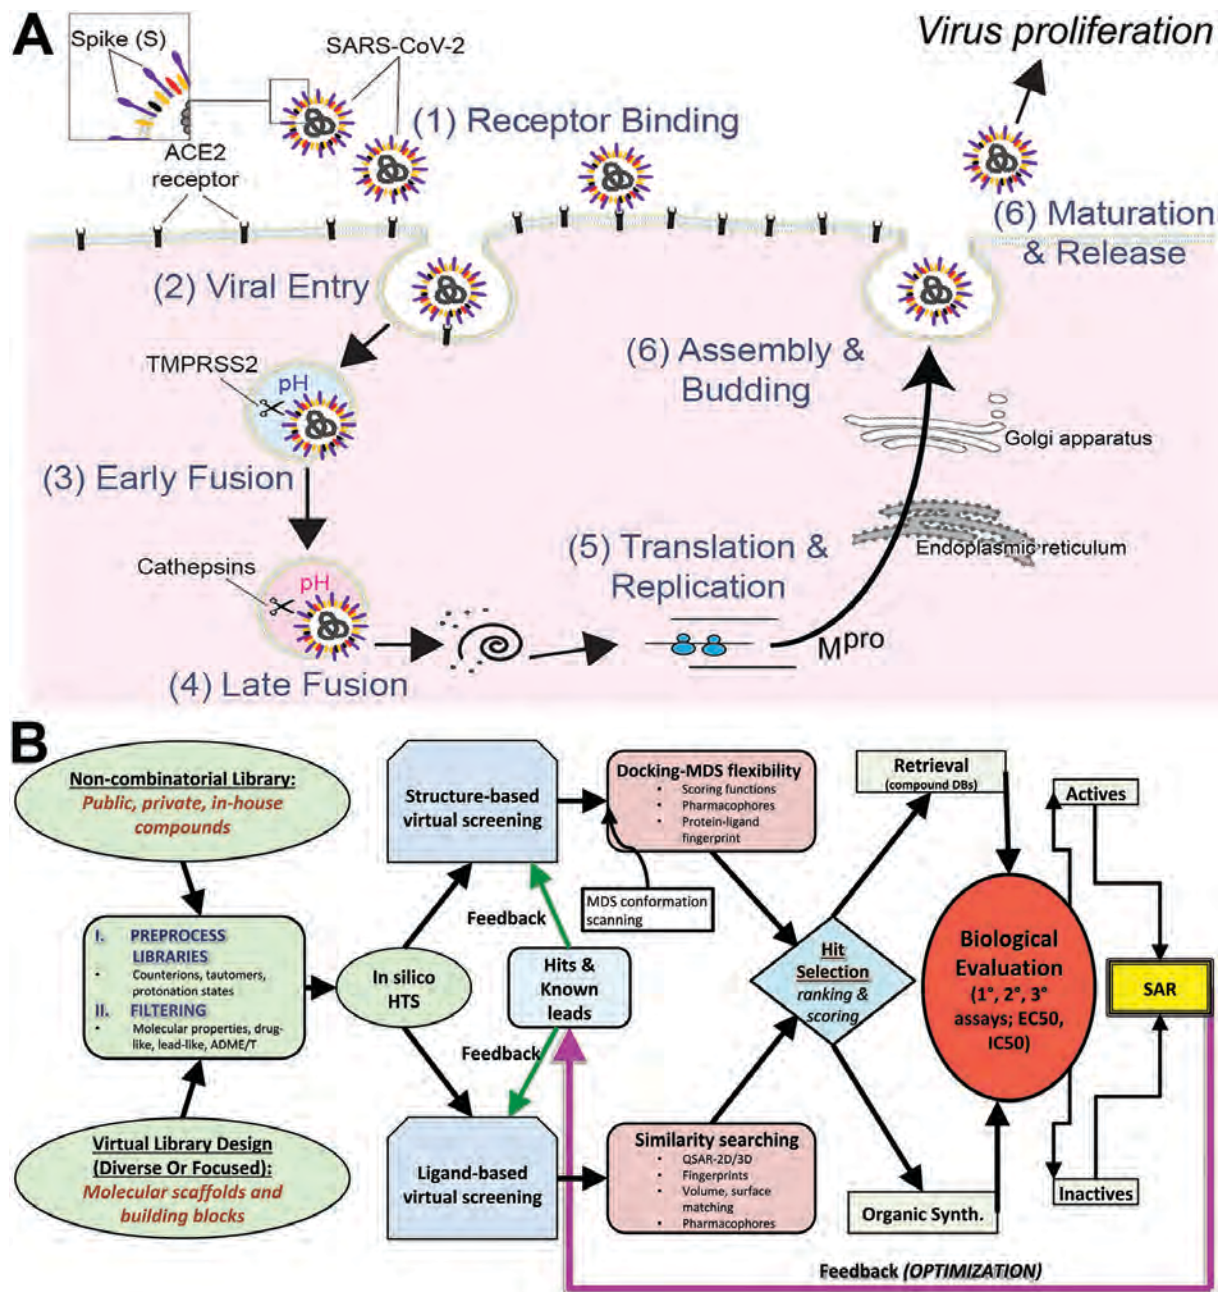 A
Spike (S)
SARS-CoV-2
Virus proliferation
(1) Receptor Binding
ACE2
receptor
(6) Maturation
& Release
(2) Viral Entry
TMPRSS2
pH
(6) Assembly &
Budding
Golgi apparatus
(3) Early Fusion
(5) Translation &
Replication
Endoplasmic reticulum
Cathepsins
pH
Mpro
(4) Late Fusion
B
Non-combinatorial Library:
Public, private, in-house
compounds
Structure-based
virtual screening
Docking-MDS flexibility
• Scoring functions
• Pharmacophores
• Protein-ligand
fingerprint
Retrieval
(compound DBs)
Actives
MDS conformation
scanning
Feedback
I. PREPROCESS
LIBRARIES
• Counterions, tautomers,
protonation states
II. FILTERING
• Molecular properties, drug-
like, lead-like, ADME/T
In silico
HTS
Hits &
Known
leads
Hit
Selection
ranking &
scoring
Biological
Evaluation
(1°, 2°, 3°
assays; EC50,
IC50)
SAR
Feedback
Virtual Library Design
(Diverse Or Focused):
Molecular scaffolds and
building blocks
Ligand-based
virtual screening
Similarity searching
• QSAR-2D/3D
• Fingerprints
• Volume, surface
matching
• Pharmacophores
Organic Synth.
Inactives
Feedback (OPTIMIZATION)